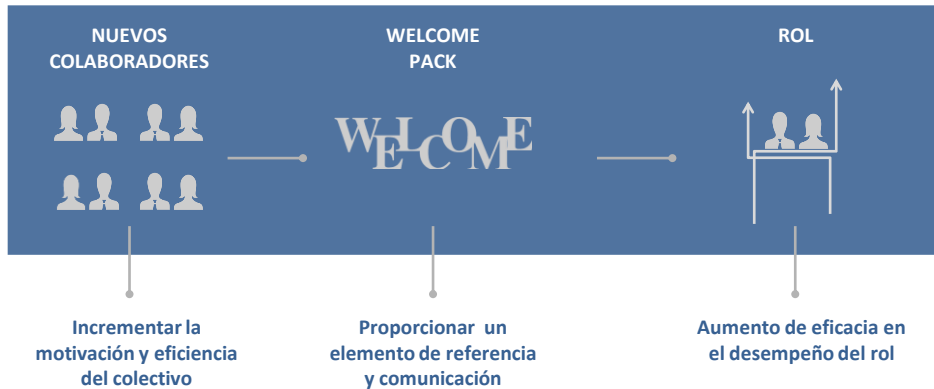 NUEVOS
COLABORADORES
WELCOME
PACK
ROL
WELCOME
Incrementar la
motivación y eficiencia
del colectivo
Proporcionar un
elemento de referencia
y comunicación
Aumento de eficacia en
el desempeño del rol